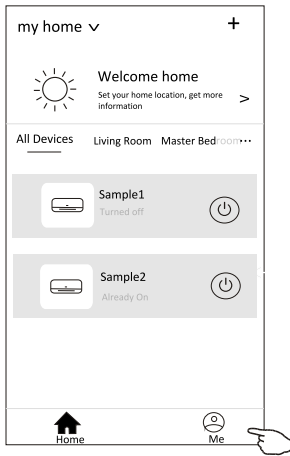 my home
+
Welcome home
Set your home location, get more
information
>
All Devices Living Room Master Bedroom ···
Sample1
Turned off
Sample2
Already On
Home Me